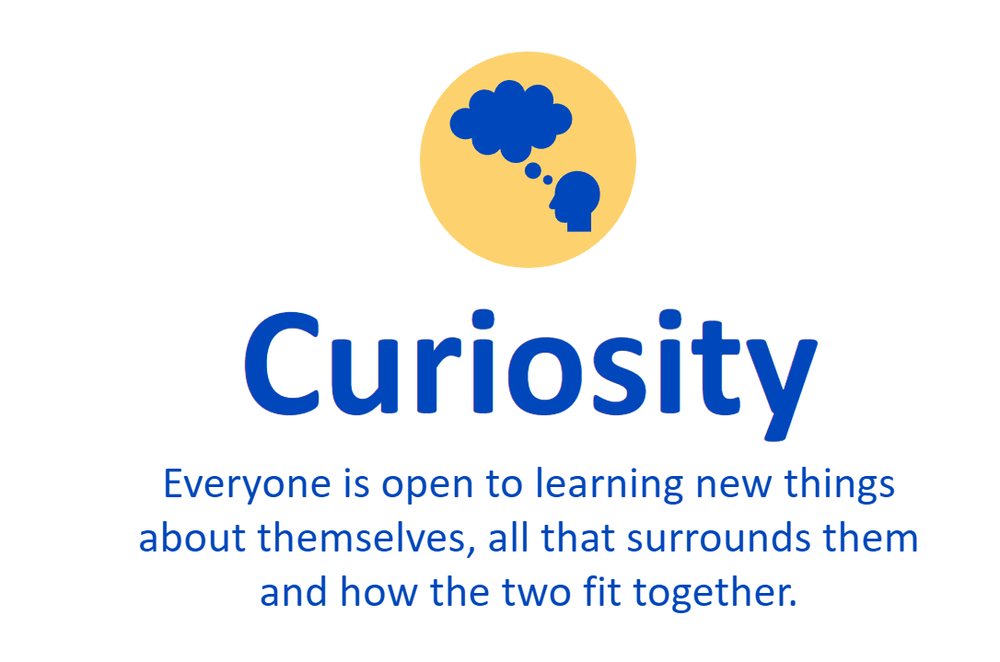 Curiosity
Everyone is open to learning new things
about themselves, all that surrounds them
and how the two fit together.